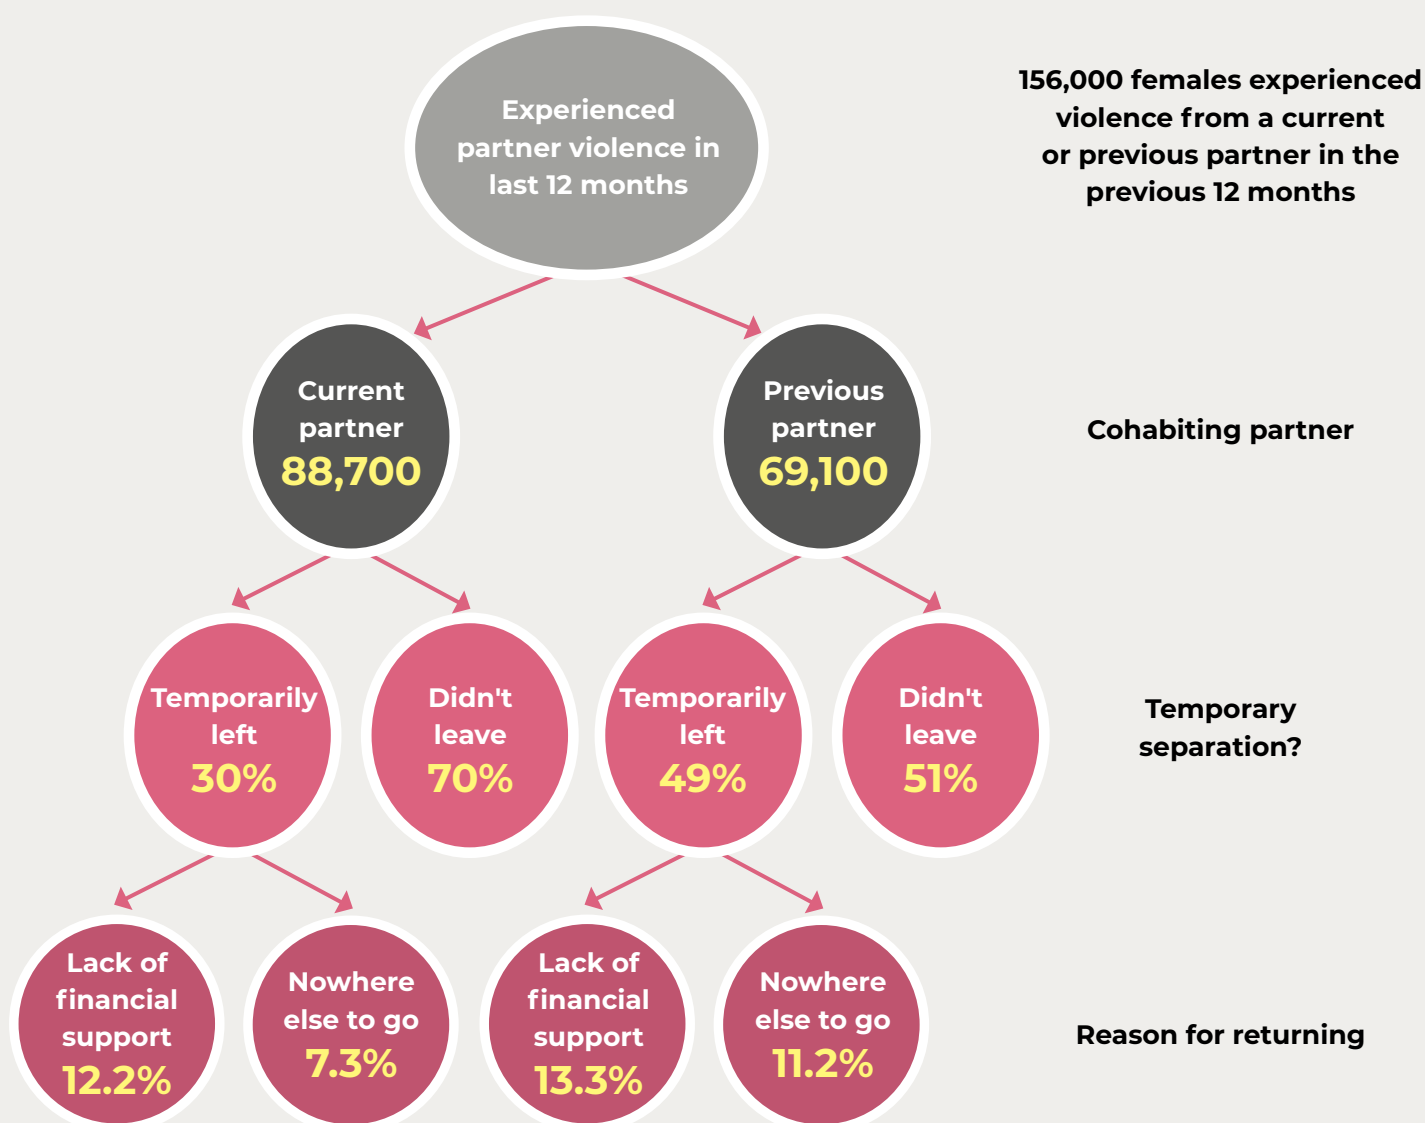 Experienced
partner violence in
last 12 months
156,000 females experienced
violence from a current
or previous partner in the
previous 12 months
Current
partner
88,700
Previous
partner
69,100
Cohabiting partner
Temporarily
left
30%
Didn't
leave
70%
Temporarily
left
49%
Didn't
leave
51%
Temporary
separation?
Lack of
financial
support
12.2%
Nowhere
else to go
7.3%
Lack of
financial
support
13.3%
Nowhere
else to go
11.2%
Reason for returning